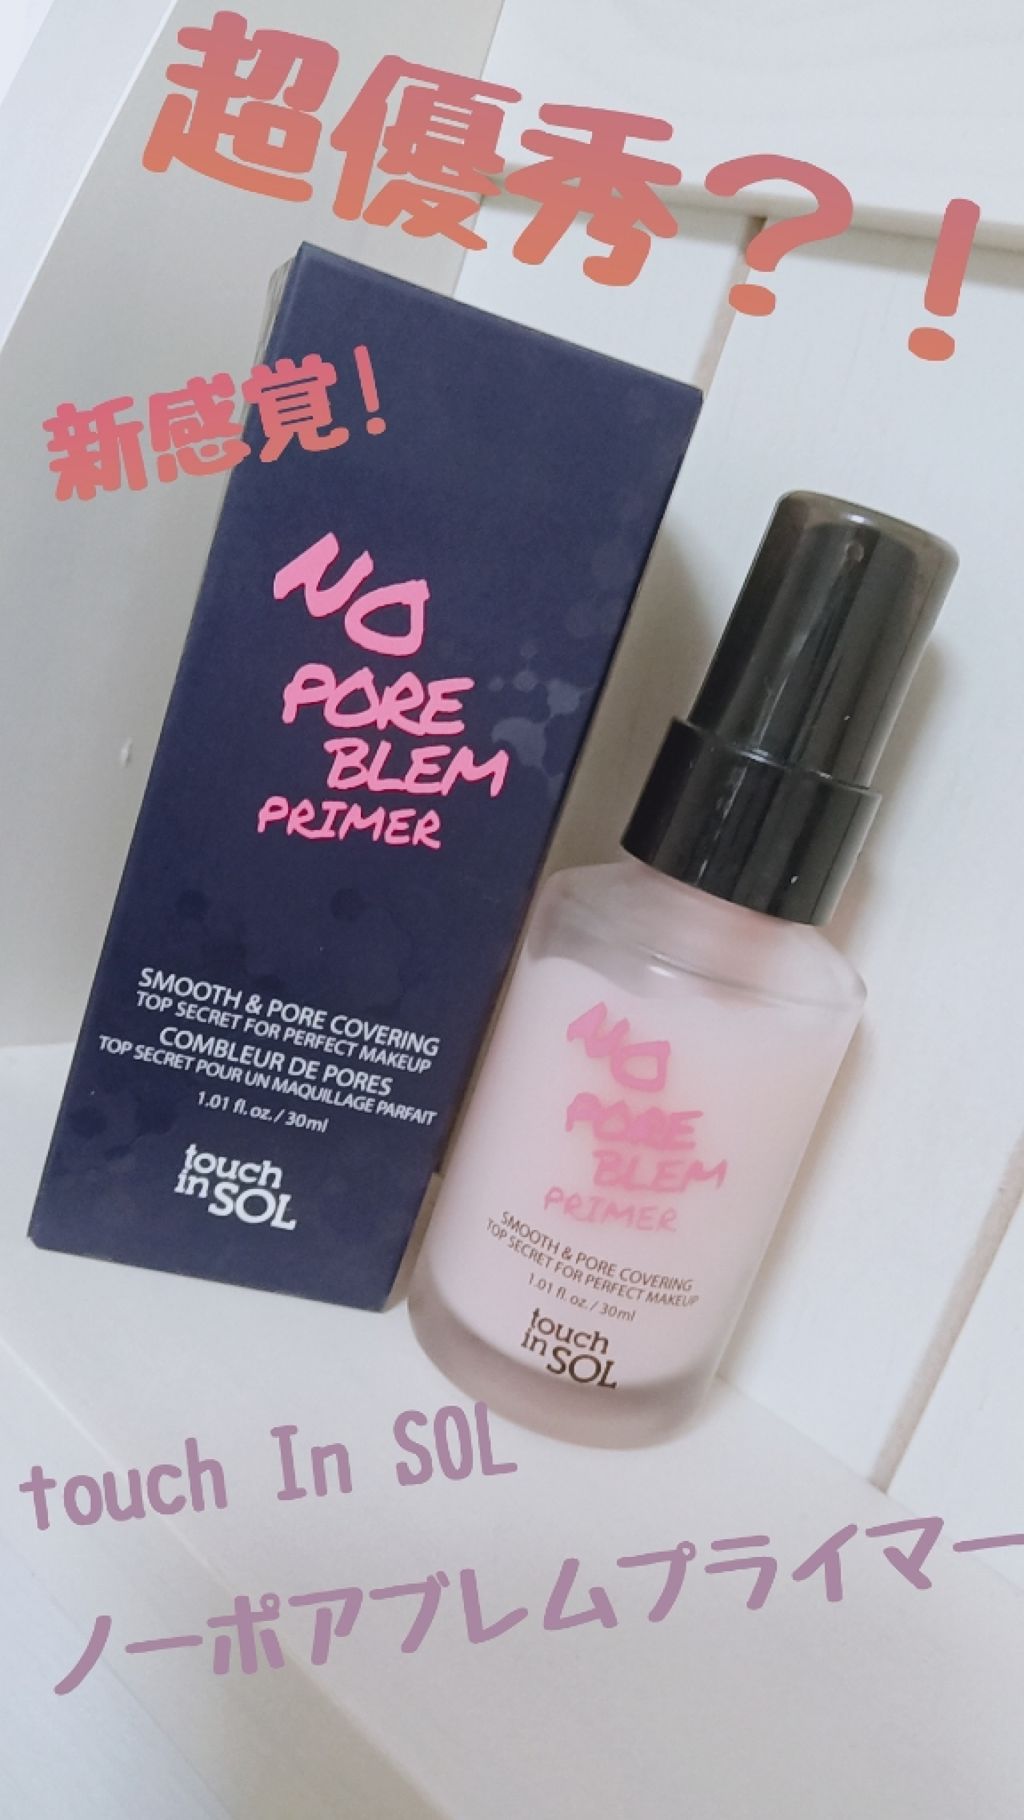 超優秀?!
新感覚!
NO
PORE
BLEM
PRIMER
SMOOTH & PORE COVERING
TOP SECRET FOR PERFECT MAKEUP
COMBLEUR DE PORES
TOP SECRET POUR UN MAQUILLAGE PARFAIT
1.01 fl. oz. / 30ml
touch
in SOL
NO
PORE
BLEM
PRIMER
SMOOTH & PORE COVERING
TOP SECRET FOR PERFECT MAKEUP
1.01 fl. oz. / 30ml
touch
in SOL
touch In SOL
ノーポアブレムプライマー